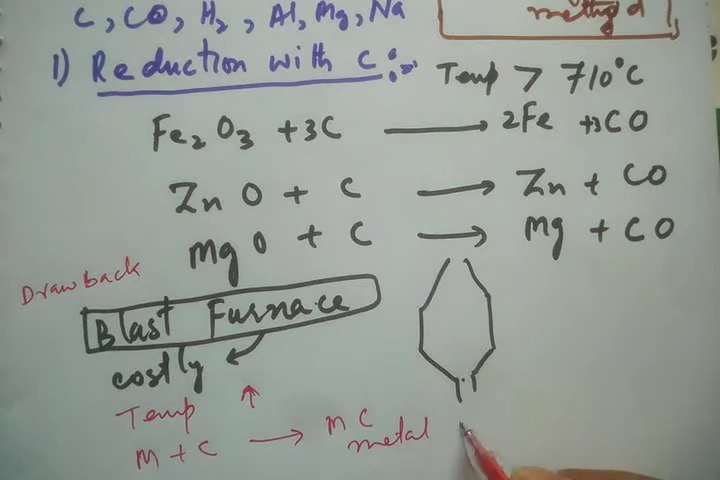 C, CO, H₂, Al, Mg, Na
method
1) Reduction with C:- Temp > 710°C
Fe₂O₃ + 3C ⟶ 2Fe + 3CO
ZnO + C ⟶ Zn + CO
MgO + C ⟶ Mg + CO
Drawback
Blast Furnace
costly
Temp ↑
M + C ⟶ MC
metal